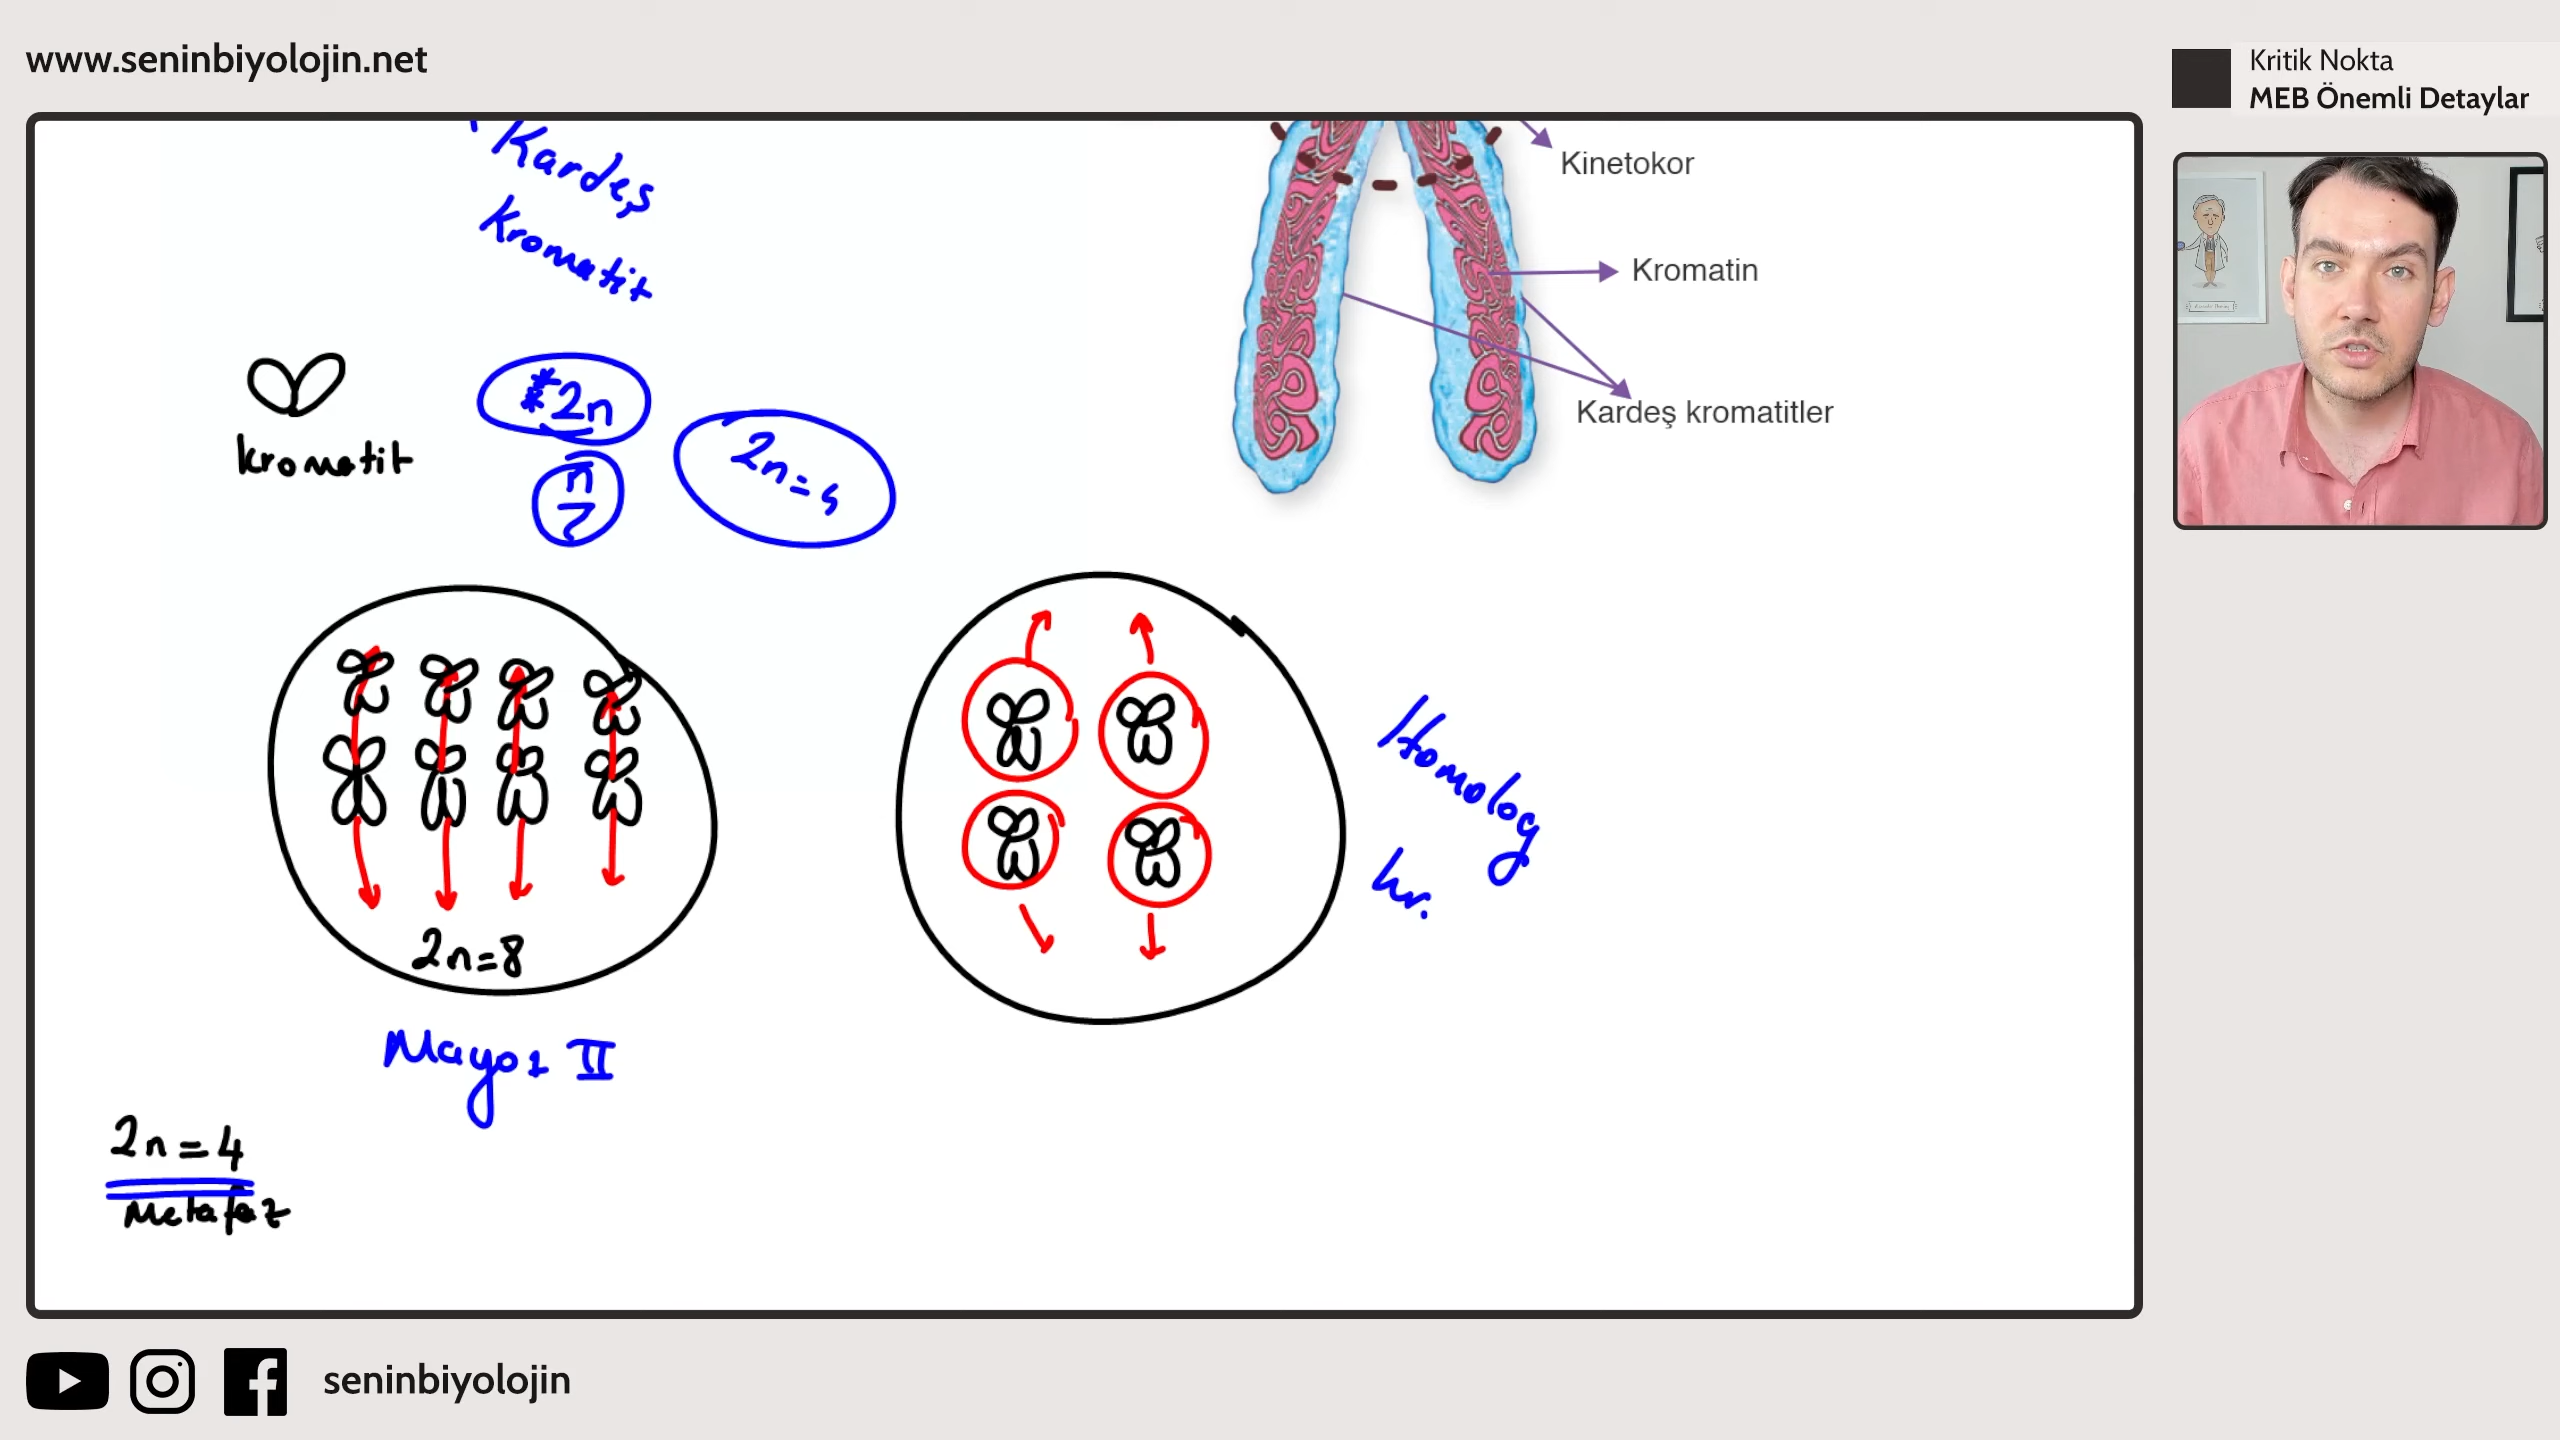 www.seninbiyolojin.net
Kritik Nokta
MEB Önemli Detaylar
Kardeş
Kromatit
Kinetokor
Kromatin
Kardeş kromatitler
kromatit
*2n
n
2n=4
2n=8
Homolog
kr.
Mayoz II
2n=4
Metafaz
seninbiyolojin